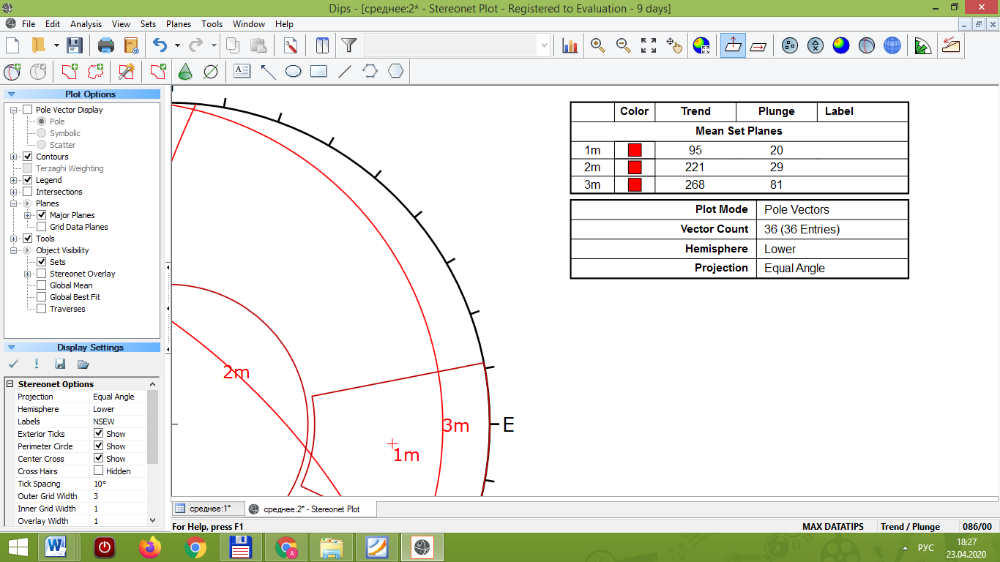 Dips - [среднее:2* - Stereonet Plot - Registered to Evaluation - 9 days]
File Edit Analysis View Sets Planes Tools Window Help
A
Plot Options
Pole Vector Display
Pole
Symbolic
Scatter
Contours
Terzaghi Weighting
Legend
Intersections
Planes
Major Planes
Grid Data Planes
Tools
Object Visibility
Sets
Stereonet Overlay
Global Mean
Global Best Fit
Traverses
Display Settings
Stereonet Options
Projection Equal Angle
Hemisphere Lower
Labels NSEW
Exterior Ticks Show
Perimeter Circle Show
Center Cross Show
Cross Hairs Hidden
Tick Spacing 10°
Outer Grid Width 3
Inner Grid Width 1
Overlay Width 1
2m
3m
E
1m
Color Trend Plunge Label
Mean Set Planes
1m 95 20
2m 221 29
3m 268 81
Plot Mode Pole Vectors
Vector Count 36 (36 Entries)
Hemisphere Lower
Projection Equal Angle
среднее:1* среднее:2* - Stereonet Plot
For Help, press F1 MAX DATATIPS Trend / Plunge 086/00
W A РУС 18:27
23.04.2020